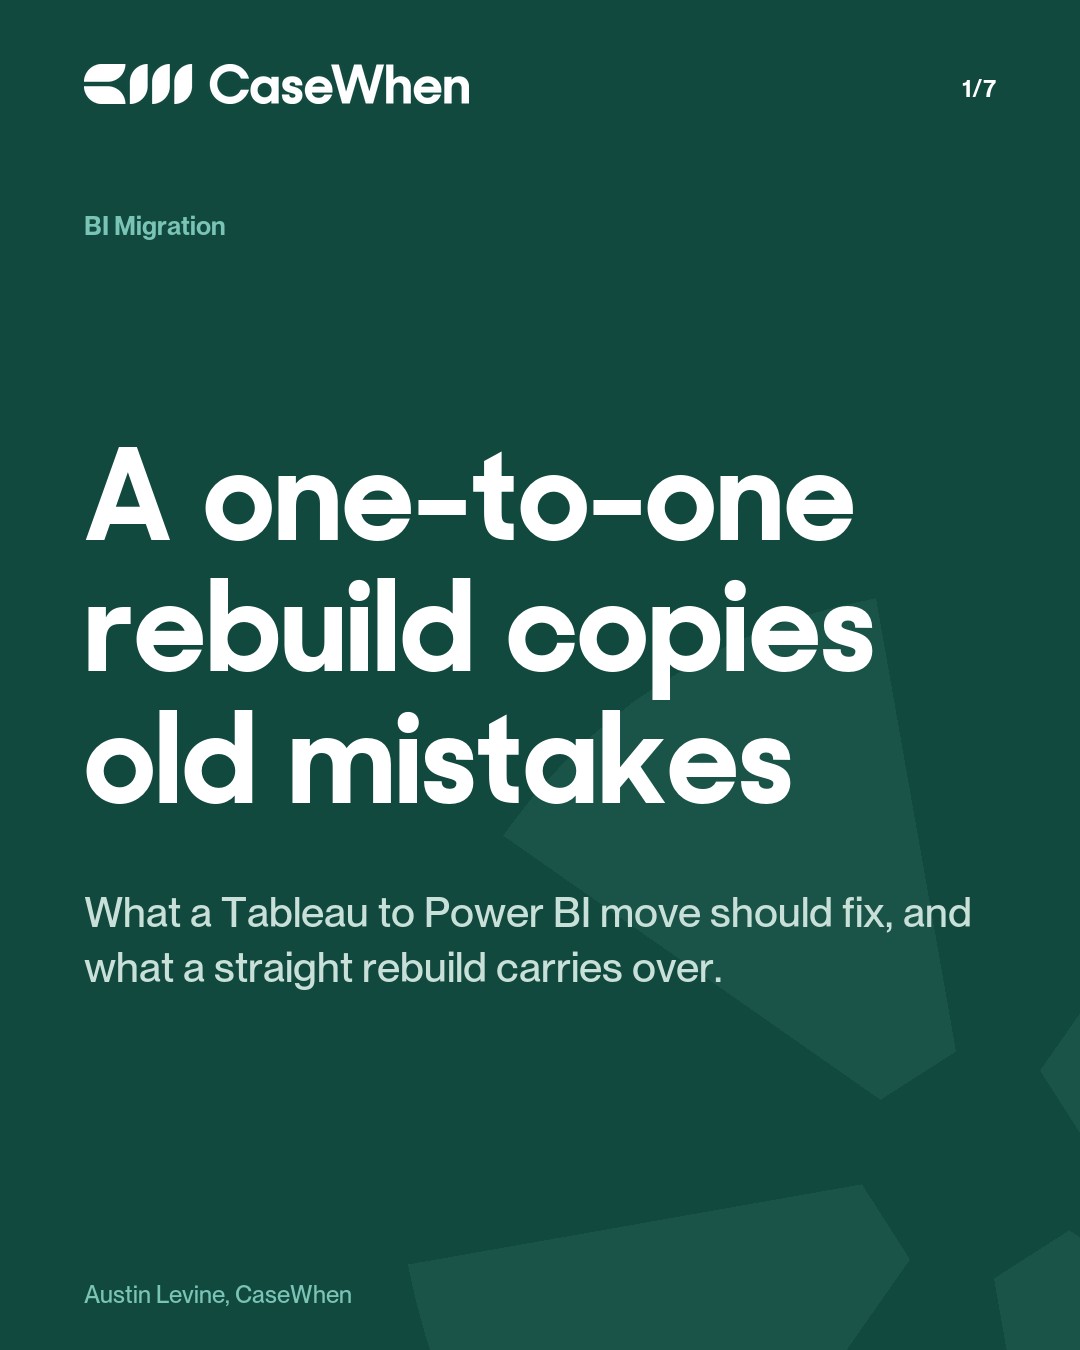 CaseWhen
1/7
BI Migration
A one-to-one
rebuild copies
old mistakes
What a Tableau to Power BI move should fix, and
what a straight rebuild carries over.
Austin Levine, CaseWhen